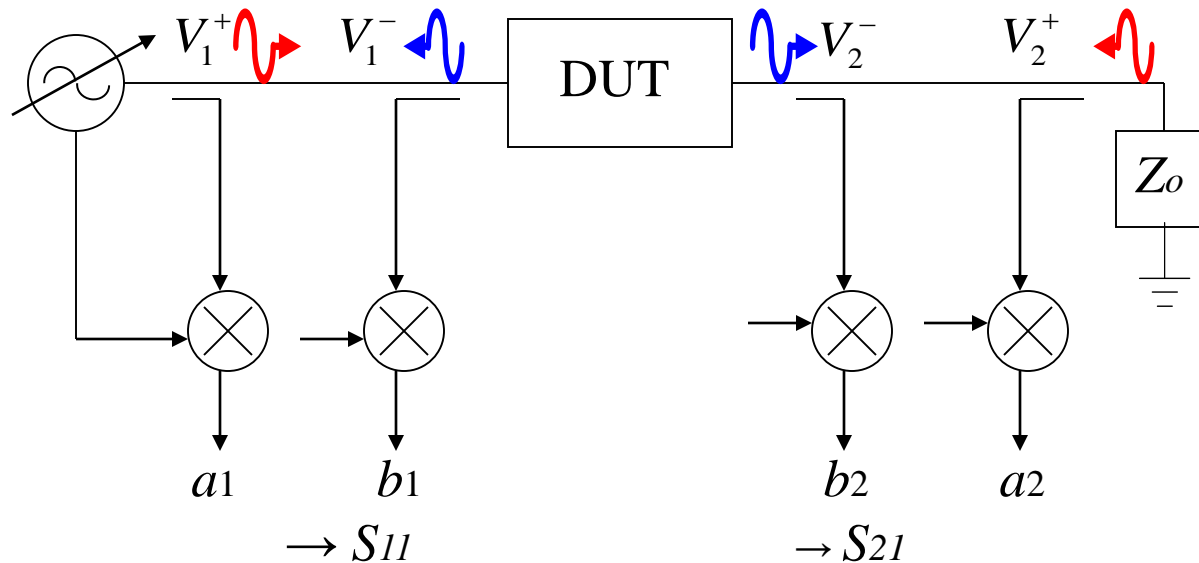 V₁⁺ V₁⁻ DUT V₂⁻ V₂⁺
Zo
a1 b1 b2 a2
→ S11 → S21